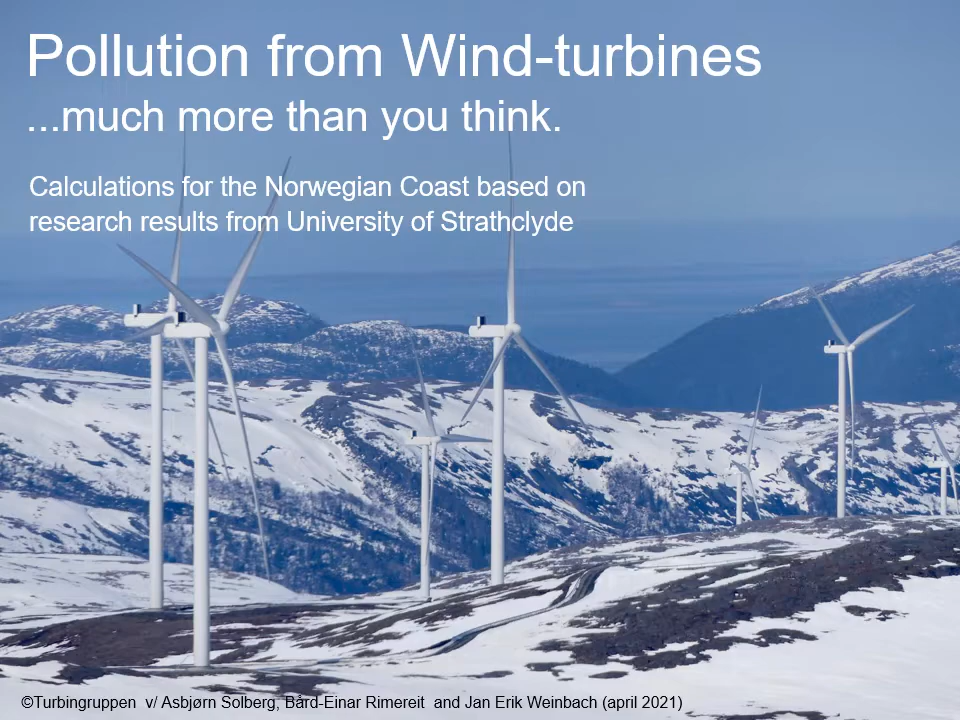 Pollution from Wind-turbines
...much more than you think.
Calculations for the Norwegian Coast based on
research results from University of Strathclyde
©Turbingruppen v/ Asbjørn Solberg, Bård-Einar Rimereit and Jan Erik Weinbach (april 2021)